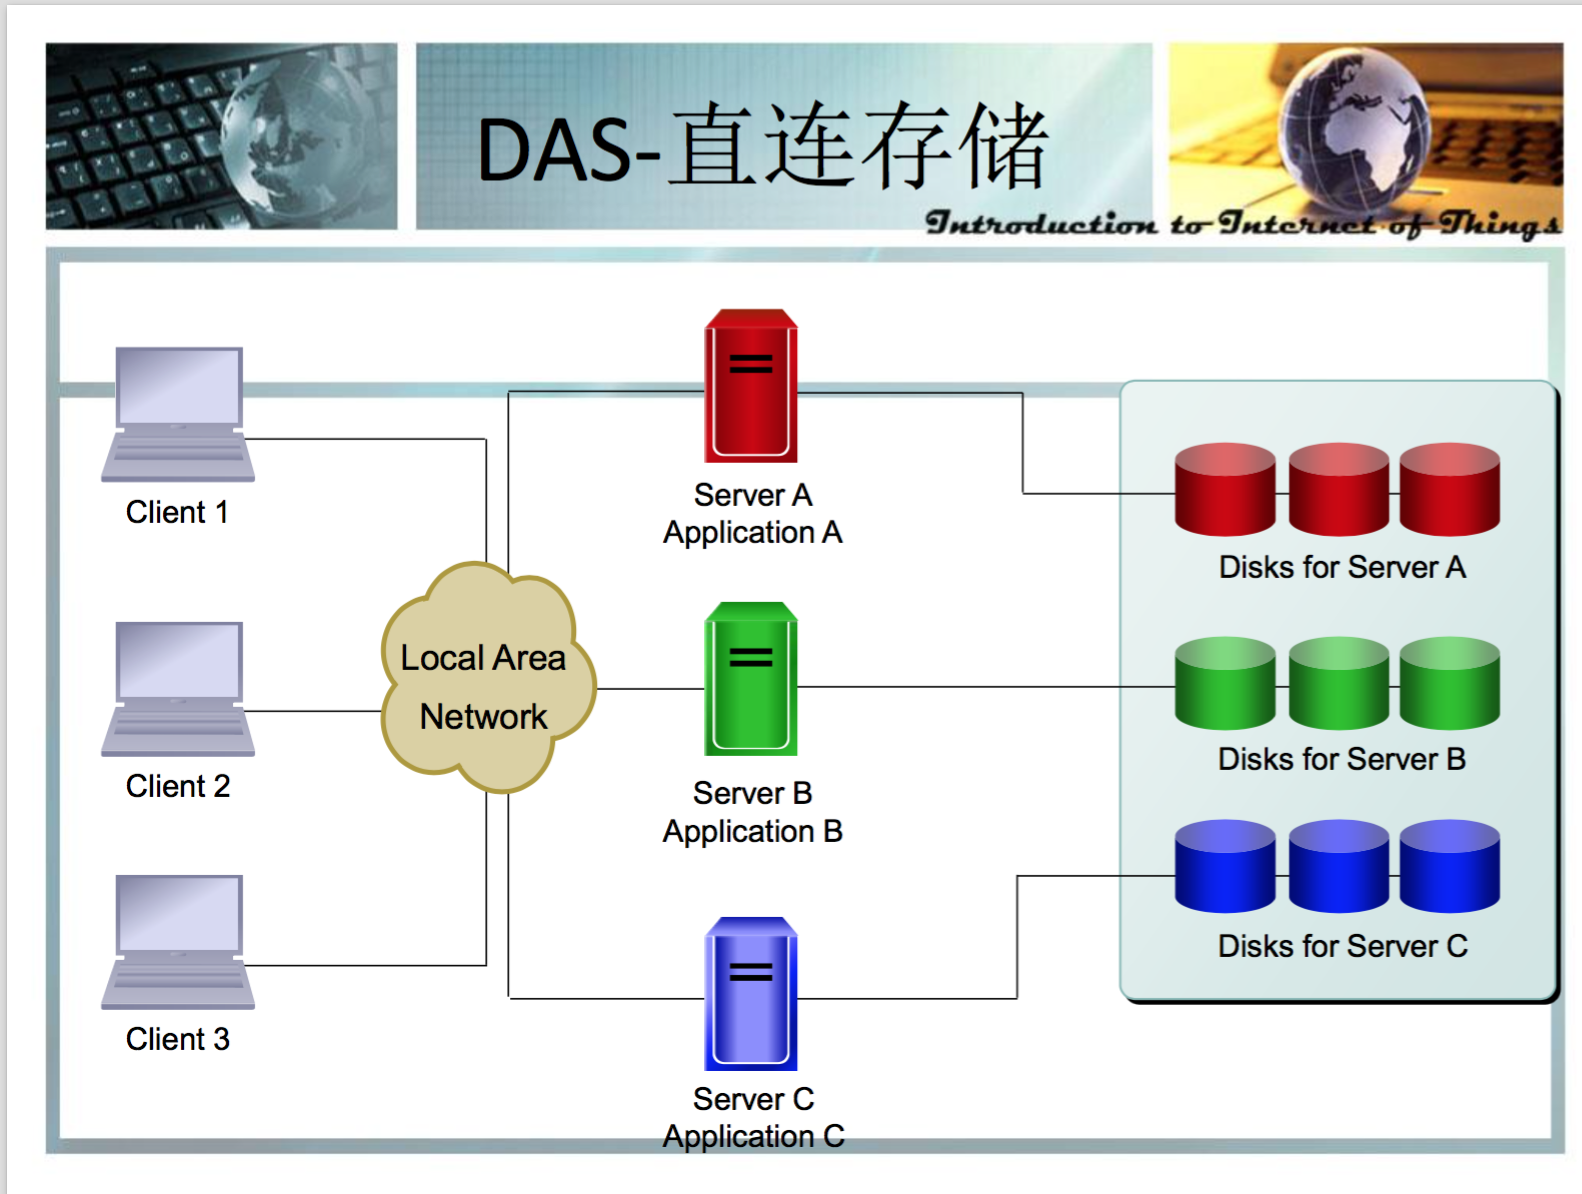 DAS-直连存储
Introduction to Internet of Things
Client 1
Client 2
Client 3
Local Area
Network
Server A
Application A
Server B
Application B
Server C
Application C
Disks for Server A
Disks for Server B
Disks for Server C